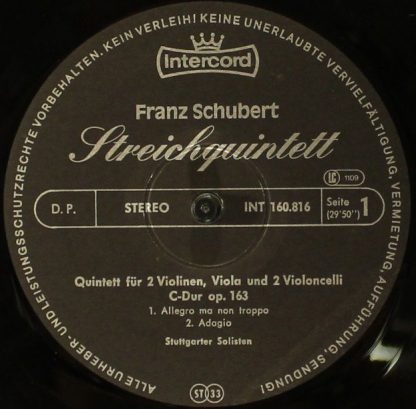 ALLE URHEBER- UND LEISTUNGSSCHUTZRECHTE VORBEHALTEN. KEIN VERLEIH! KEINE UNERLAUBTE VERVIELFÄLTIGUNG, VERMIETUNG, AUFFÜHRUNG, SENDUNG!
Intercord
Franz Schubert
Streichquintett
LC 1109
D. P. STEREO INT 160.816 Seite 1
(29'50'')
Quintett für 2 Violinen, Viola und 2 Violoncelli
C-Dur op. 163
1. Allegro ma non troppo
2. Adagio
Stuttgarter Solisten
ST 33